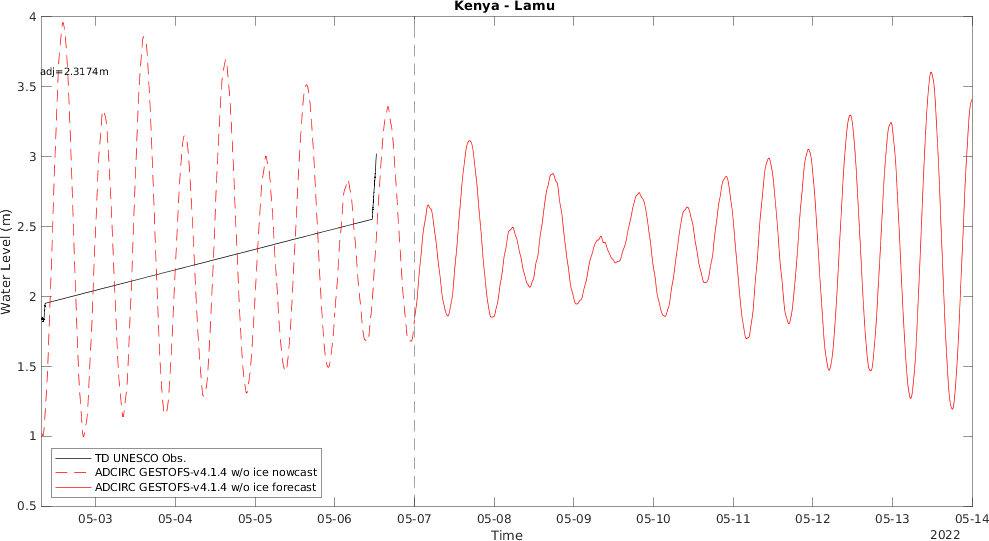 Kenya - Lamu
4
adj=2.3174m
3.5
3
2.5
2
1.5
1
0.5
Water Level (m)
TD UNESCO Obs.
ADCIRC GESTOFS-v4.1.4 w/o ice nowcast
ADCIRC GESTOFS-v4.1.4 w/o ice forecast
05-03 05-04 05-05 05-06 05-07 05-08 05-09 05-10 05-11 05-12 05-13 05-14
Time
2022